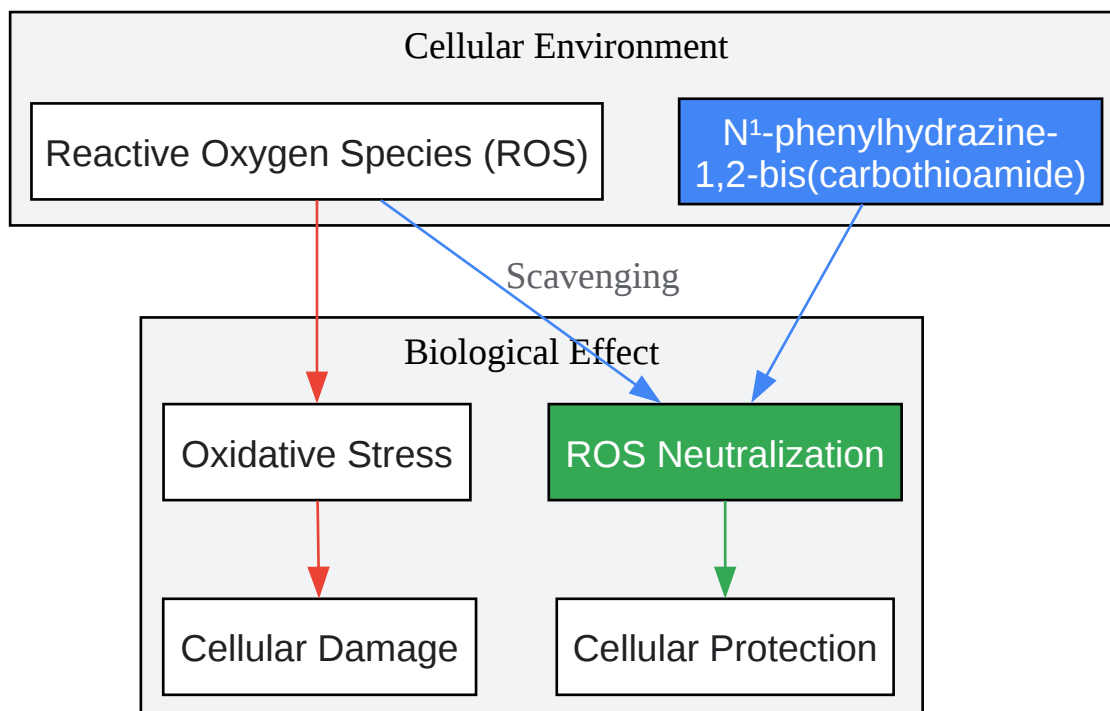 Cellular Environment
Reactive Oxygen Species (ROS)
N¹-phenylhydrazine-
1,2-bis(carbothioamide)
Scavenging
Biological Effect
Oxidative Stress
ROS Neutralization
Cellular Damage
Cellular Protection